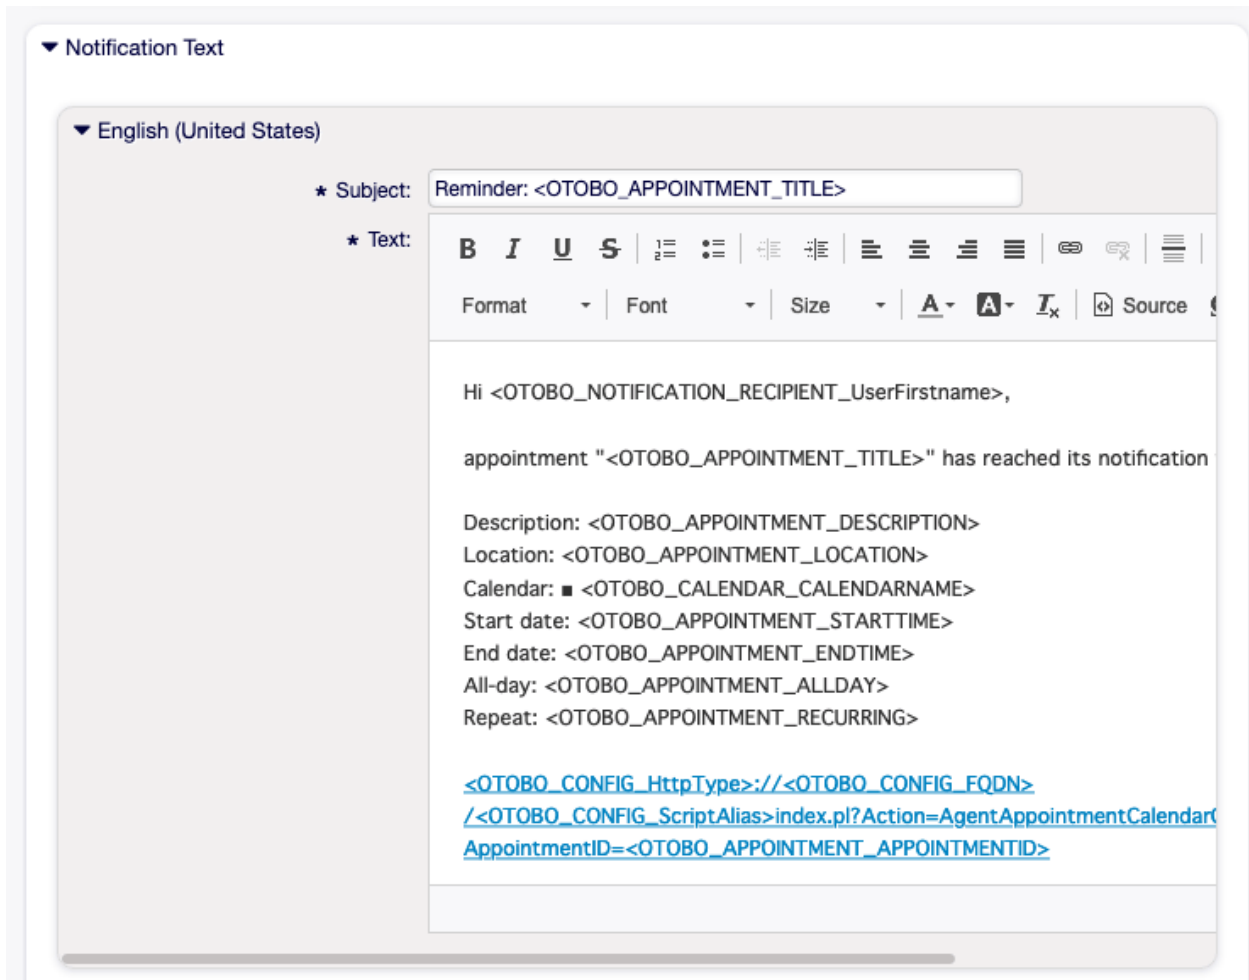 Notification Text
English (United States)
* Subject: Reminder: <OTOBO_APPOINTMENT_TITLE>
* Text:
B I U S
Format Font Size A A Ix Source
Hi <OTOBO_NOTIFICATION_RECIPIENT_UserFirstname>,
appointment "<OTOBO_APPOINTMENT_TITLE>" has reached its notification
Description: <OTOBO_APPOINTMENT_DESCRIPTION>
Location: <OTOBO_APPOINTMENT_LOCATION>
Calendar: ■ <OTOBO_CALENDAR_CALENDARNAME>
Start date: <OTOBO_APPOINTMENT_STARTTIME>
End date: <OTOBO_APPOINTMENT_ENDTIME>
All-day: <OTOBO_APPOINTMENT_ALLDAY>
Repeat: <OTOBO_APPOINTMENT_RECURRING>
<OTOBO_CONFIG_HttpType>://<OTOBO_CONFIG_FQDN>
/<OTOBO_CONFIG_ScriptAlias>index.pl?Action=AgentAppointmentCalendar
AppointmentID=<OTOBO_APPOINTMENT_APPOINTMENTID>